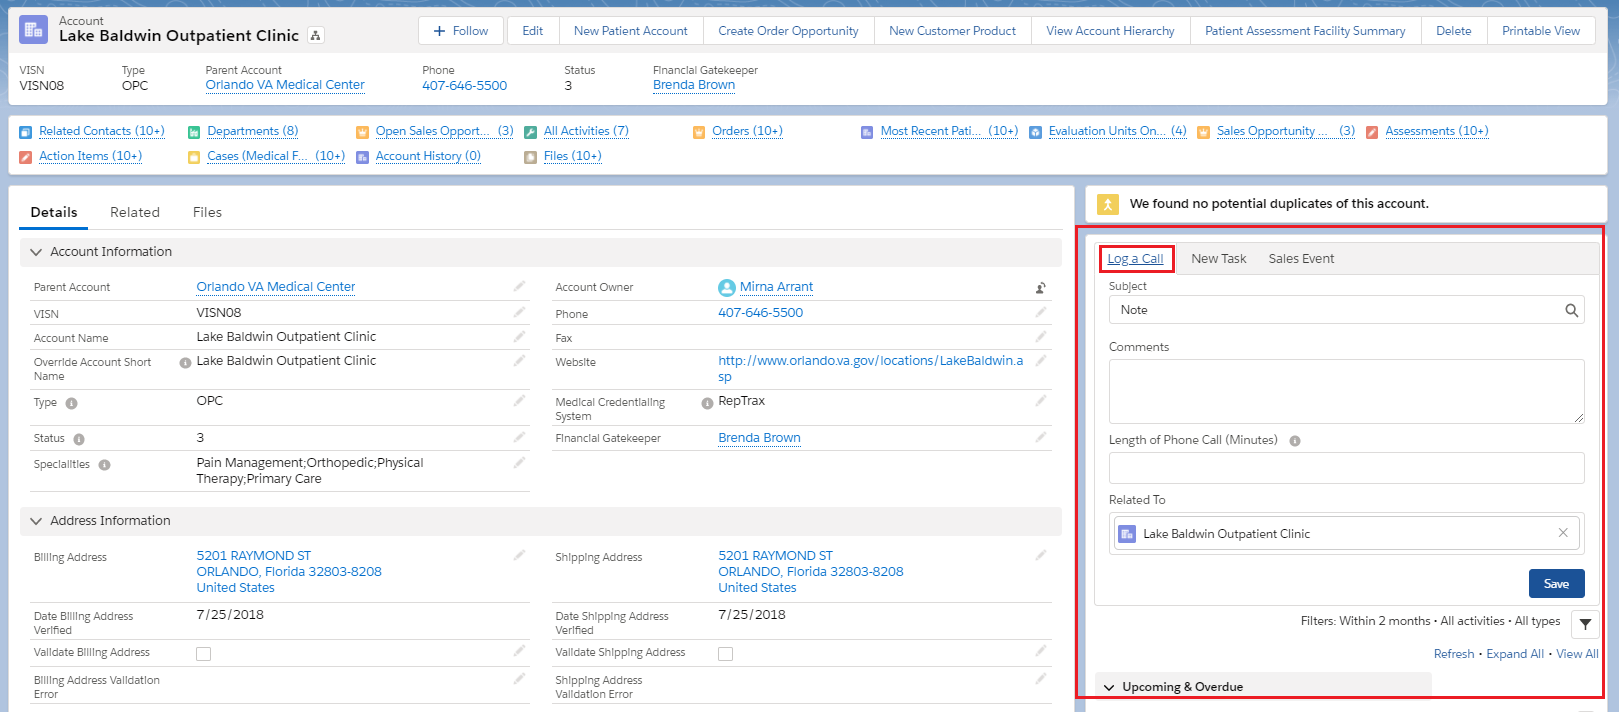 Account
Lake Baldwin Outpatient Clinic
Follow
Edit
New Patient Account
Create Order Opportunity
New Customer Product
View Account Hierarchy
Patient Assessment Facility Summary
Delete
Printable View
VISN
Type
Parent Account
Phone
Status
Financial Gatekeeper
VISN08
OPC
Orlando VA Medical Center
407-646-5500
3
Brenda Brown
Related Contacts (10+)
Departments (8)
Open Sales Opport... (3)
All Activities (7)
Orders (10+)
Most Recent Pati... (10+)
Evaluation Units On... (4)
Sales Opportunity ... (3)
Assessments (10+)
Action Items (10+)
Cases (Medical F... (10+)
Account History (0)
Files (10+)
Details
Related
Files
Account Information
Parent Account
Orlando VA Medical Center
VISN
VISN08
Account Name
Lake Baldwin Outpatient Clinic
Override Account Short
Name
Lake Baldwin Outpatient Clinic
Type
OPC
Status
3
Specialities
Pain Management;Orthopedic;Physical
Therapy;Primary Care
Account Owner
Mirna Arrant
Phone
407-646-5500
Fax
Website
http://www.orlando.va.gov/locations/LakeBaldwin.a
sp
Medical Credentialing
System
RepTrax
Financial Gatekeeper
Brenda Brown
Address Information
Billing Address
5201 RAYMOND ST
ORLANDO, Florida 32803-8208
United States
Date Billing Address
Verified
7/25/2018
Validate Billing Address
Billing Address Validation
Error
Shipping Address
5201 RAYMOND ST
ORLANDO, Florida 32803-8208
United States
Date Shipping Address
Verified
7/25/2018
Validate Shipping Address
Shipping Address
Validation Error
We found no potential duplicates of this account.
Log a Call
New Task
Sales Event
Subject
Note
Comments
Length of Phone Call (Minutes)
Related To
Lake Baldwin Outpatient Clinic
Save
Filters: Within 2 months • All activities • All types
Refresh • Expand All • View All
Upcoming & Overdue